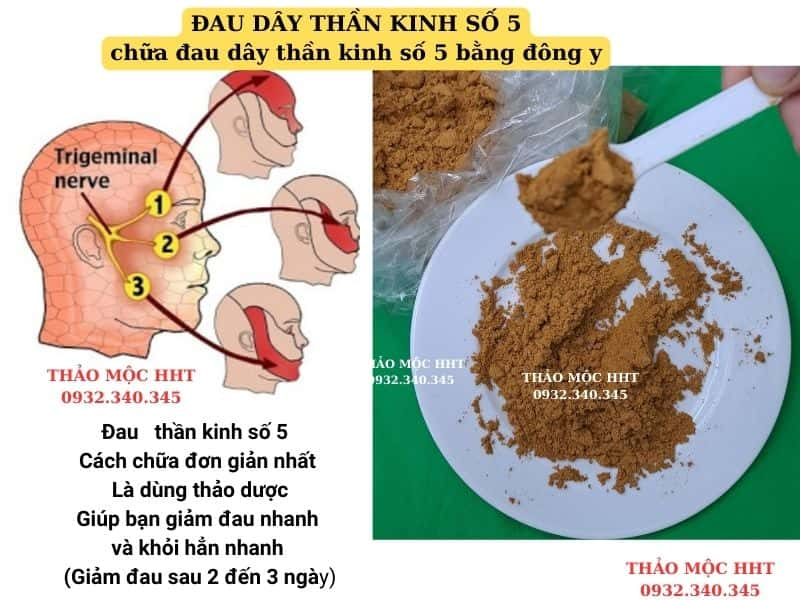 ĐAU DÂY THẦN KINH SỐ 5
chữa đau dây thần kinh số 5 bằng đông y
Trigeminal
nerve
1
2
3
THẢO MỘC HHT
0932.340.345
Đau thần kinh số 5
Cách chữa đơn giản nhất
Là dùng thảo dược
Giúp bạn giảm đau nhanh
và khỏi hẳn nhanh
(Giảm đau sau 2 đến 3 ngày)
THẢO MỘC HHT
0932.340.345
THẢO MỘC HHT
0932.340.345
THẢO MỘC HHT
0932.340.345